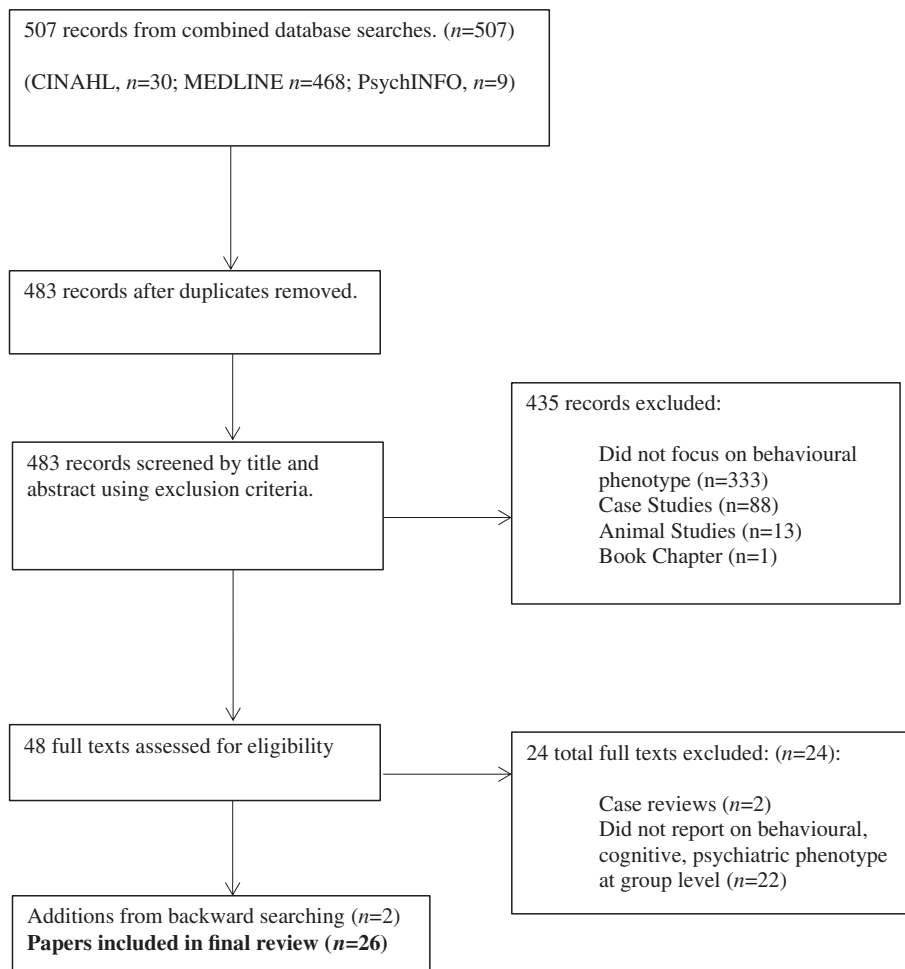 507 records from combined database searches. (n=507)
(CINAHL, n=30; MEDLINE n=468; PsychINFO, n=9)
483 records after duplicates removed.
483 records screened by title and
abstract using exclusion criteria.
435 records excluded:
Did not focus on behavioural
phenotype (n=333)
Case Studies (n=88)
Animal Studies (n=13)
Book Chapter (n=1)
48 full texts assessed for eligibility
24 total full texts excluded: (n=24):
Case reviews (n=2)
Did not report on behavioural,
cognitive, psychiatric phenotype
at group level (n=22)
Additions from backward searching (n=2)
Papers included in final review (n=26)